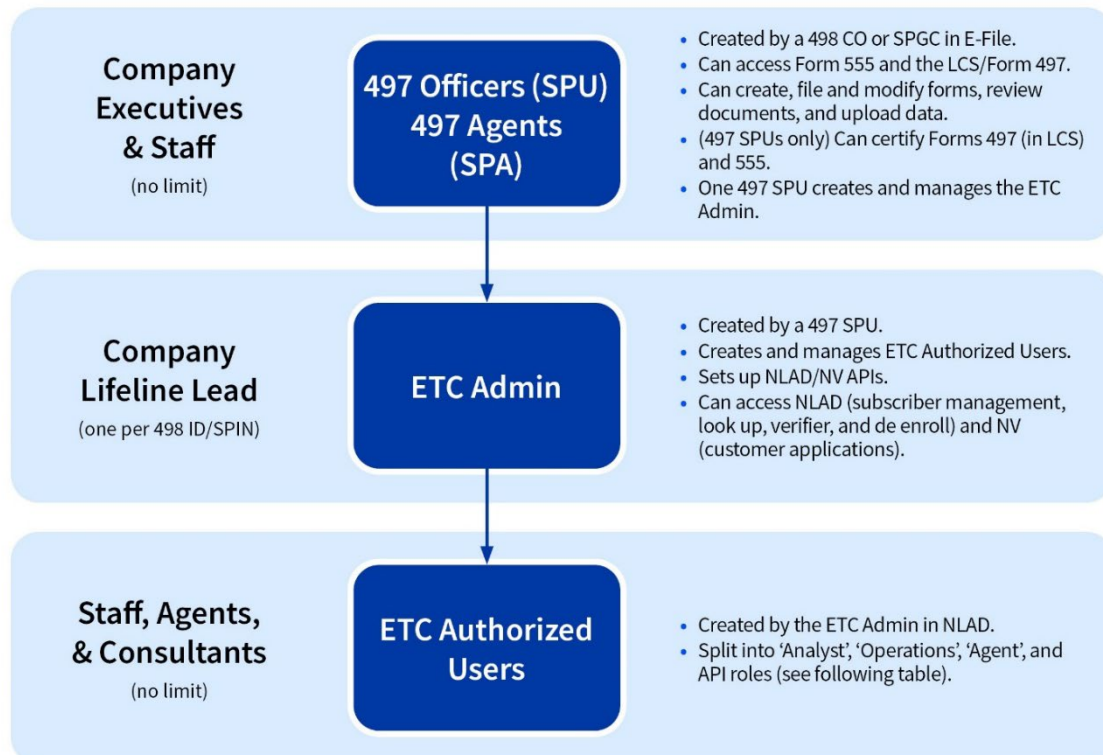 Company
Executives
& Staff
(no limit)
497 Officers (SPU)
497 Agents
(SPA)
• Created by a 498 CO or SPGC in E-File.
• Can access Form 555 and the LCS/Form 497.
• Can create, file and modify forms, review
documents, and upload data.
• (497 SPUs only) Can certify Forms 497 (in LCS)
and 555.
• One 497 SPU creates and manages the ETC
Admin.
Company
Lifeline Lead
(one per 498 ID/SPIN)
ETC Admin
• Created by a 497 SPU.
• Creates and manages ETC Authorized Users.
• Sets up NLAD/NV APIs.
• Can access NLAD (subscriber management,
look up, verifier, and de enroll) and NV
(customer applications).
Staff, Agents,
& Consultants
(no limit)
ETC Authorized
Users
• Created by the ETC Admin in NLAD.
• Split into ‘Analyst’, ‘Operations’, ‘Agent’, and
API roles (see following table).